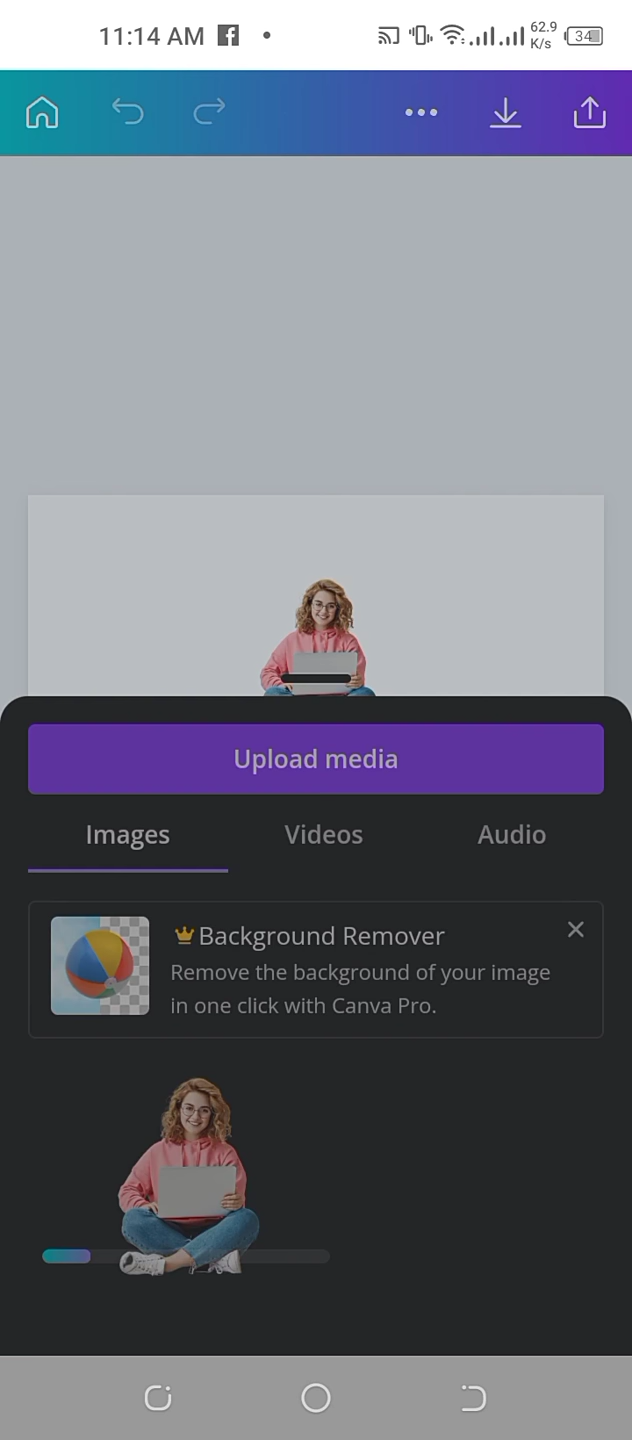 11:14 AM
62.9
K/s
34
Upload media
Images Videos Audio
Background Remover
Remove the background of your image
in one click with Canva Pro.